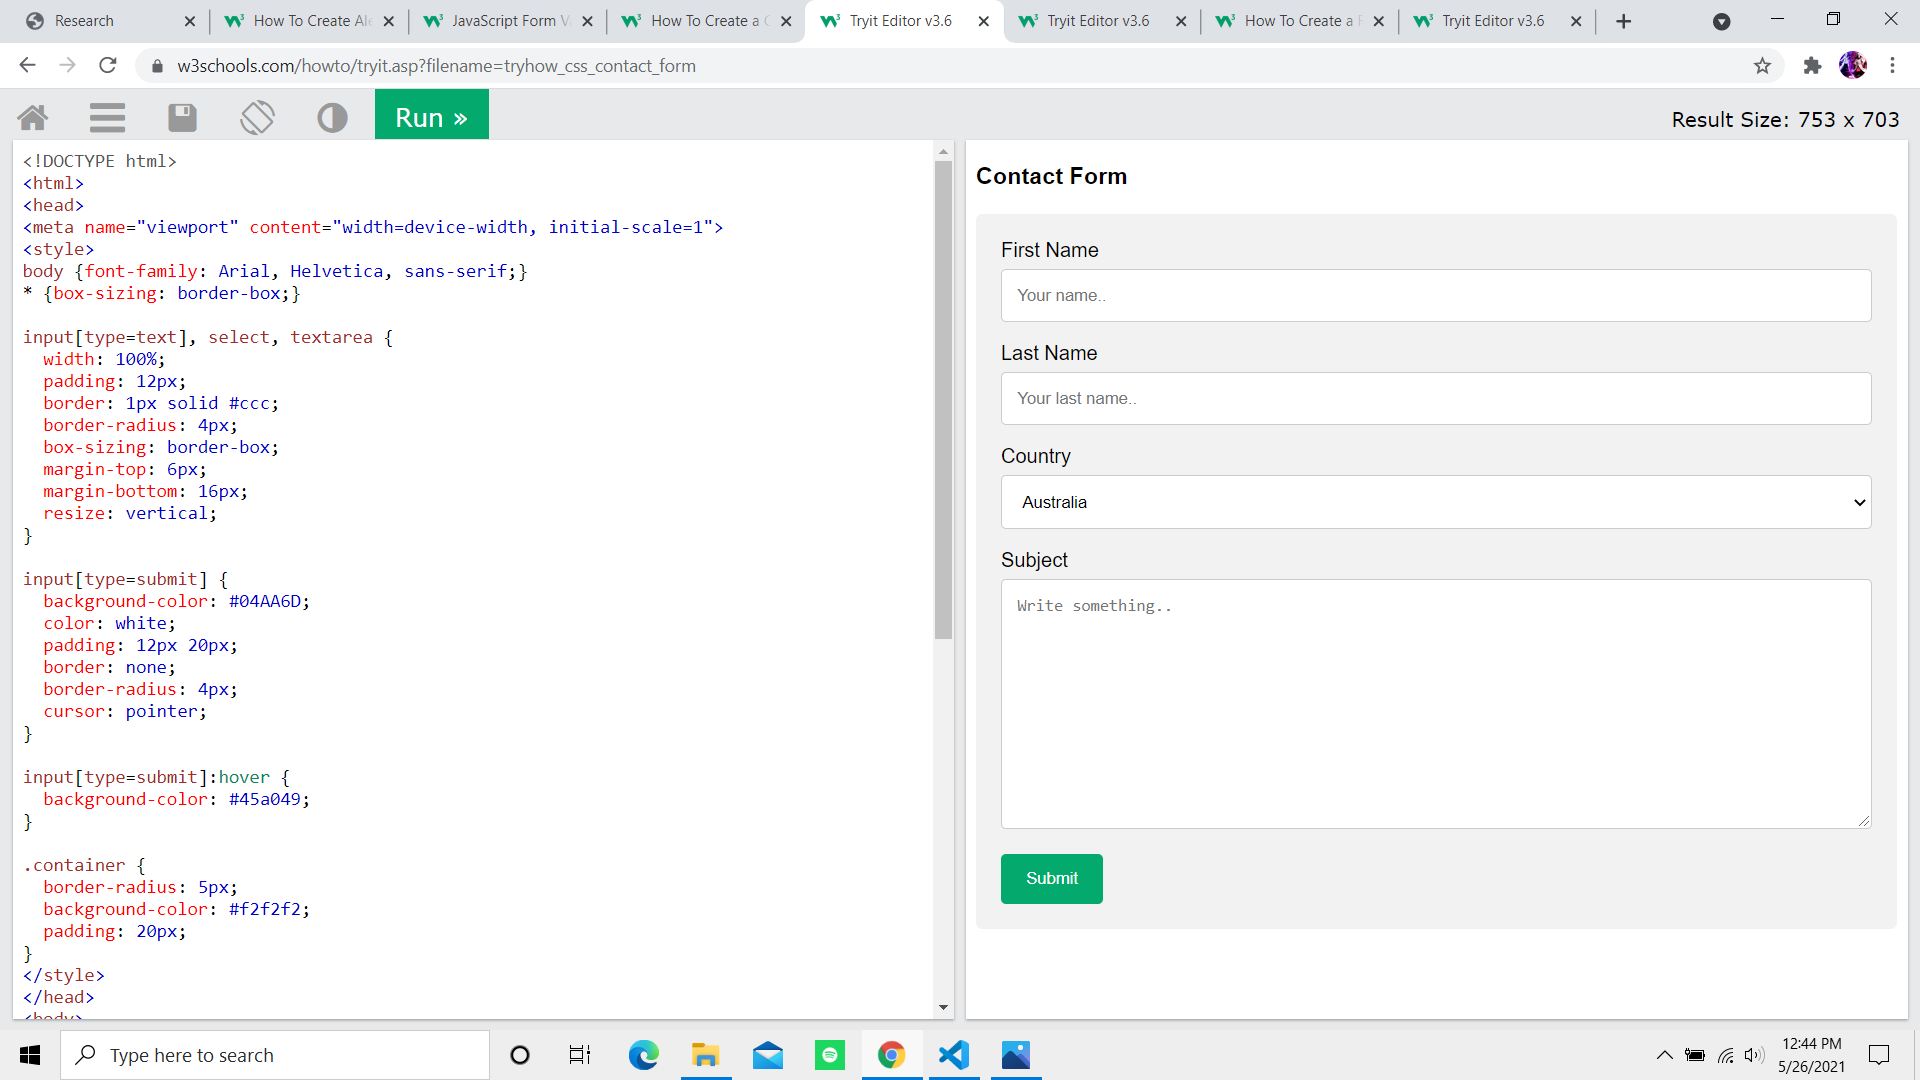 Research
How To Create Ale
JavaScript Form Va
How To Create a C
Tryit Editor v3.6
Tryit Editor v3.6
How To Create a F
Tryit Editor v3.6
w3schools.com/howto/tryit.asp?filename=tryhow_css_contact_form
Run »
Result Size: 753 x 703
<!DOCTYPE html>
<html>
<head>
<meta name="viewport" content="width=device-width, initial-scale=1">
<style>
body {font-family: Arial, Helvetica, sans-serif;}
* {box-sizing: border-box;}
input[type=text], select, textarea {
width: 100%;
padding: 12px;
border: 1px solid #ccc;
border-radius: 4px;
box-sizing: border-box;
margin-top: 6px;
margin-bottom: 16px;
resize: vertical;
}
input[type=submit] {
background-color: #04AA6D;
color: white;
padding: 12px 20px;
border: none;
border-radius: 4px;
cursor: pointer;
}
input[type=submit]:hover {
background-color: #45a049;
}
.container {
border-radius: 5px;
background-color: #f2f2f2;
padding: 20px;
}
</style>
</head>
<body>
Contact Form
First Name
Your name..
Last Name
Your last name..
Country
Australia
Subject
Write something..
Submit
Type here to search
12:44 PM
5/26/2021